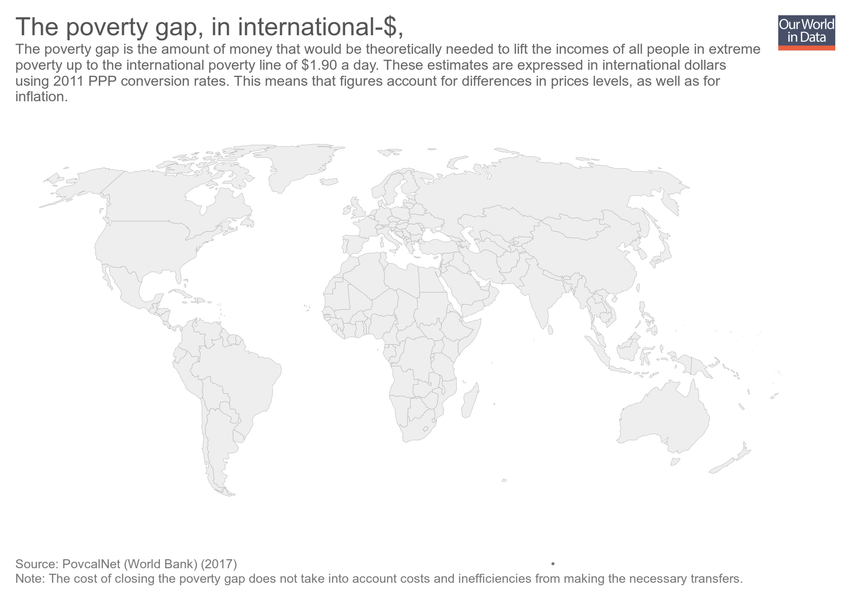 The poverty gap, in international-$,
Our World
in Data
The poverty gap is the amount of money that would be theoretically needed to lift the incomes of all people in extreme
poverty up to the international poverty line of $1.90 a day. These estimates are expressed in international dollars
using 2011 PPP conversion rates. This means that figures account for differences in prices levels, as well as for
inflation.
Source: PovcalNet (World Bank) (2017)
Note: The cost of closing the poverty gap does not take into account costs and inefficiencies from making the necessary transfers.